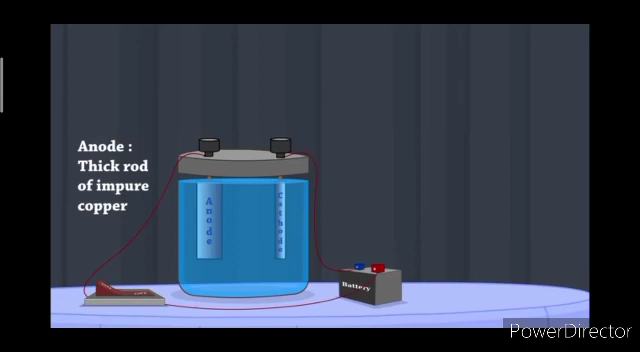 Anode :
Thick rod
of impure
copper
Anode
Cathode
Battery
PowerDirector